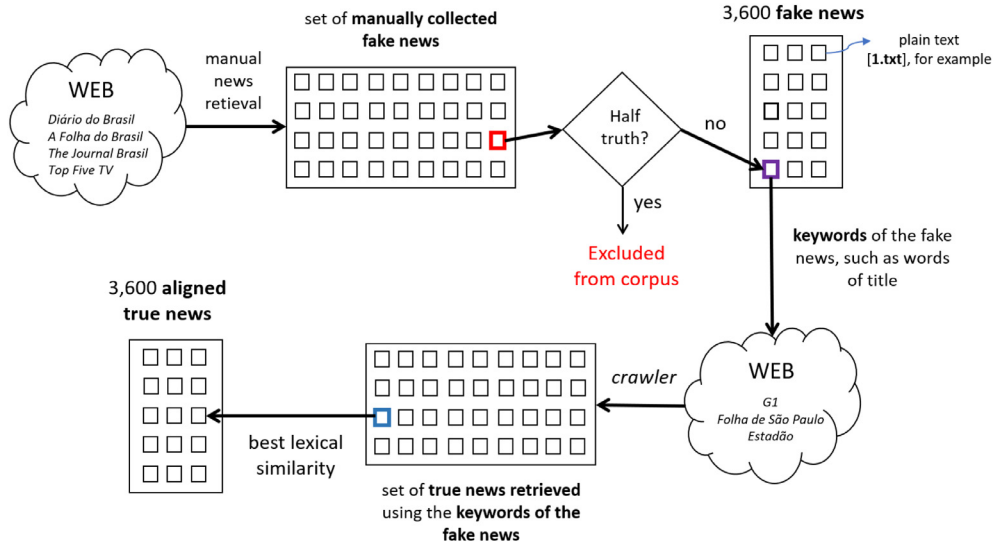 WEB
Diário do Brasil
A Folha do Brasil
The Journal Brasil
Top Five TV
manual
news
retieval
set of manually collected
fake news
Half
truth?
no
yes
Excluded
from corpus
3,600 fake news
plain text
[1.txt], for example
keywords of the fake
news, such as words
of title
WEB
G1
Folha de São Paulo
Estadão
crawler
set of true news retrieved
using the keywords of the
fake news
best lexical
similarity
3,600 aligned
true news